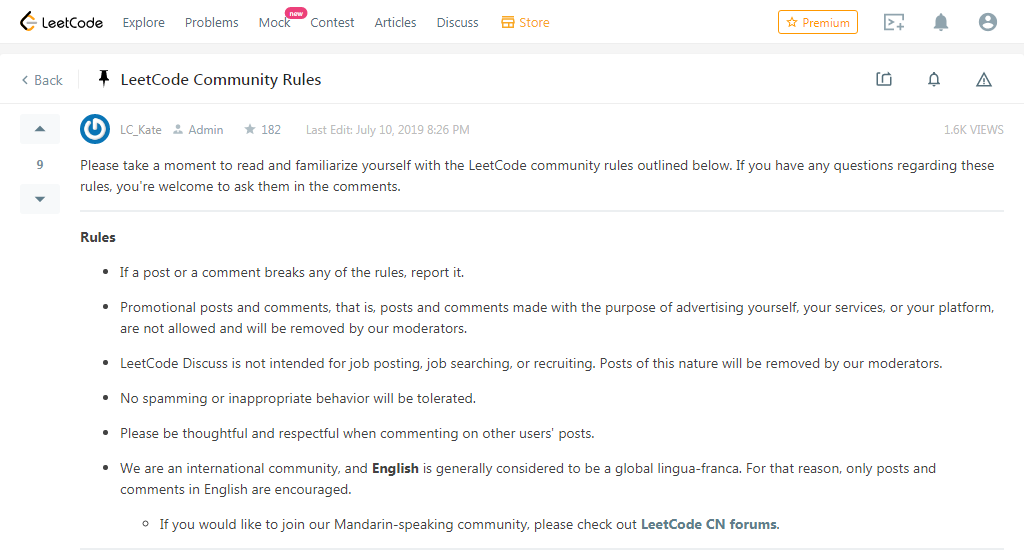 LeetCode Explore Problems Mock new Contest Articles Discuss Store Premium
Back LeetCode Community Rules
LC_Kate Admin 182 Last Edit: July 10, 2019 8:26 PM 1.6K VIEWS
9
Please take a moment to read and familiarize yourself with the LeetCode community rules outlined below. If you have any questions regarding these
rules, you're welcome to ask them in the comments.
Rules
If a post or a comment breaks any of the rules, report it.
Promotional posts and comments, that is, posts and comments made with the purpose of advertising yourself, your services, or your platform,
are not allowed and will be removed by our moderators.
LeetCode Discuss is not intended for job posting, job searching, or recruiting. Posts of this nature will be removed by our moderators.
No spamming or inappropriate behavior will be tolerated.
Please be thoughtful and respectful when commenting on other users' posts.
We are an international community, and English is generally considered to be a global lingua-franca. For that reason, only posts and
comments in English are encouraged.
If you would like to join our Mandarin-speaking community, please check out LeetCode CN forums.